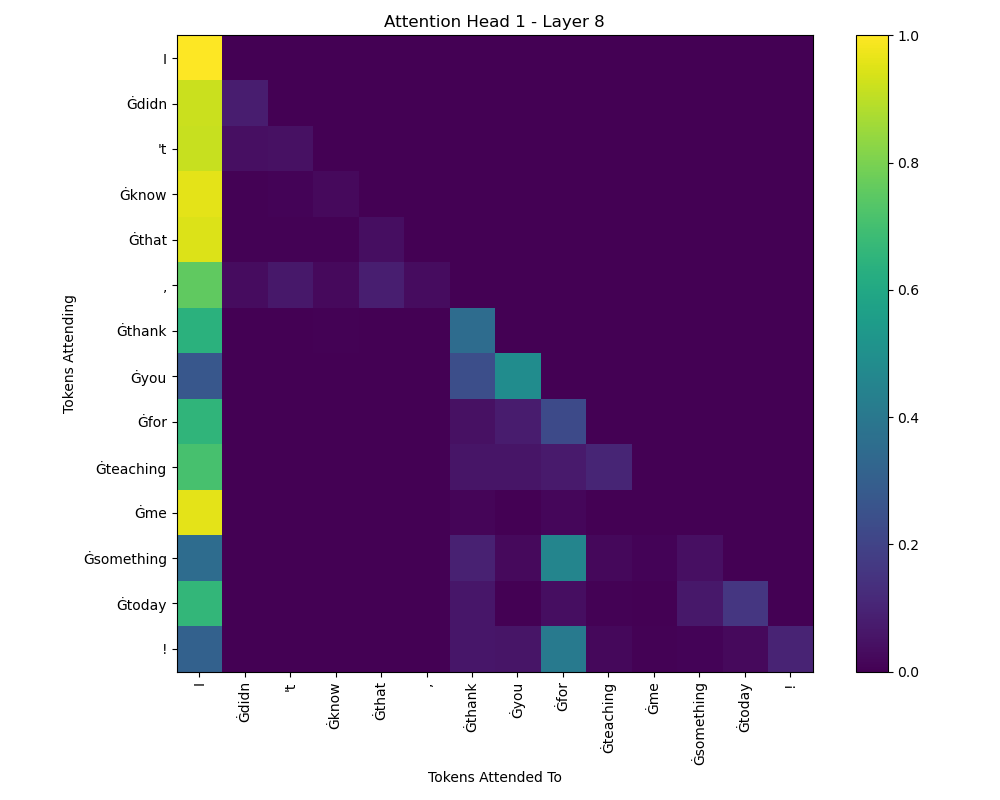 Attention Head 1 - Layer 8
Tokens Attending
I
Ġdidn
't
Ġknow
Ġthat
,
Ġthank
Ġyou
Ġfor
Ġteaching
Ġme
Ġsomething
Ġtoday
!
I
Ġdidn
't
Ġknow
Ġthat
,
Ġthank
Ġyou
Ġfor
Ġteaching
Ġme
Ġsomething
Ġtoday
!
Tokens Attended To
1.0
0.8
0.6
0.4
0.2
0.0